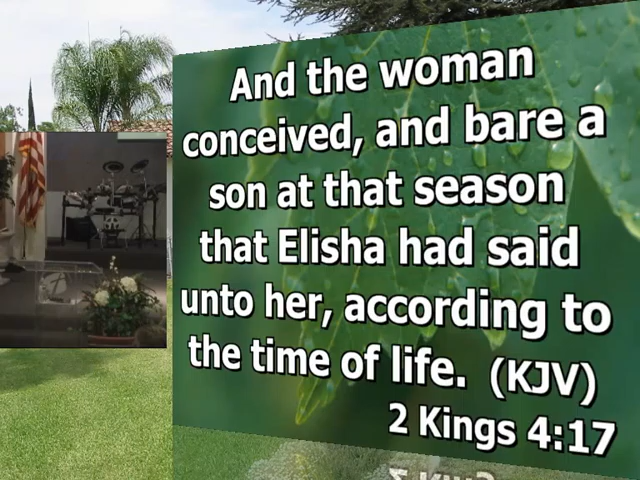 And the woman
conceived, and bare a
son at that season
that Elisha had said
unto her, according to
the time of life. (KJV)
2 Kings 4:17